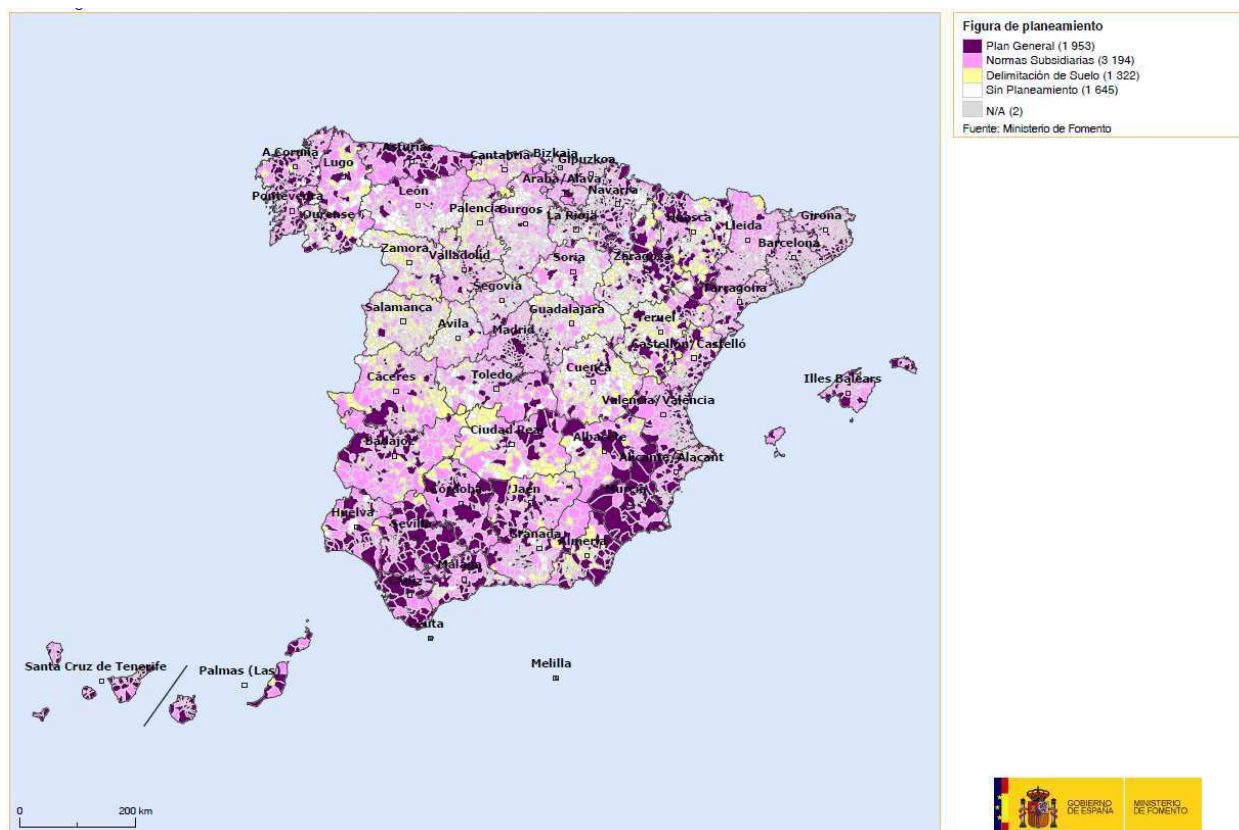 Figura de planeamiento
Plan General (1 953)
Normas Subsidiarias (3 194)
Delimitación de Suelo (1 322)
Sin Planeamiento (1 645)
N/A (2)
Fuente: Ministerio de Fomento
A Coruña
Lugo
Asturias
Cantabria
Bizkaia
Gipuzkoa
Araba/Álava
Navarra
Pontevedra
Ourense
León
Palencia
Burgos
La Rioja
Huesca
Lleida
Girona
Barcelona
Zamora
Valladolid
Soria
Zaragoza
Tarragona
Segovia
Salamanca
Avila
Madrid
Guadalajara
Teruel
Castellón/Castelló
Cáceres
Toledo
Cuenca
Valencia/València
Illes Balears
Badajoz
Ciudad Real
Albacete
Alicante/Alacant
Córdoba
Jaén
Murcia
Huelva
Sevilla
Granada
Almería
Málaga
Cádiz
Ceuta
Melilla
Santa Cruz de Tenerife
Palmas (Las)
0 200 km
GOBIERNO DE ESPAÑA
MINISTERIO DE FOMENTO